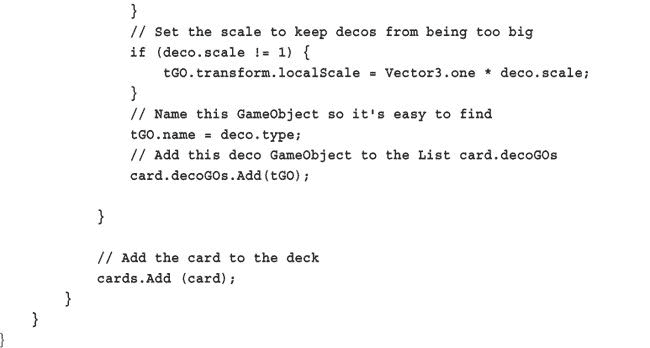 }
                // Set the scale to keep decos from being too big
                if (deco.scale != 1) {
                    tGO.transform.localScale = Vector3.one * deco.scale;
                }
                // Name this GameObject so it's easy to find
                tGO.name = deco.type;
                // Add this deco GameObject to the List card.decoGOs
                card.decoGOs.Add(tGO);

            }

            // Add the card to the deck
            cards.Add (card);
        }
    }
}